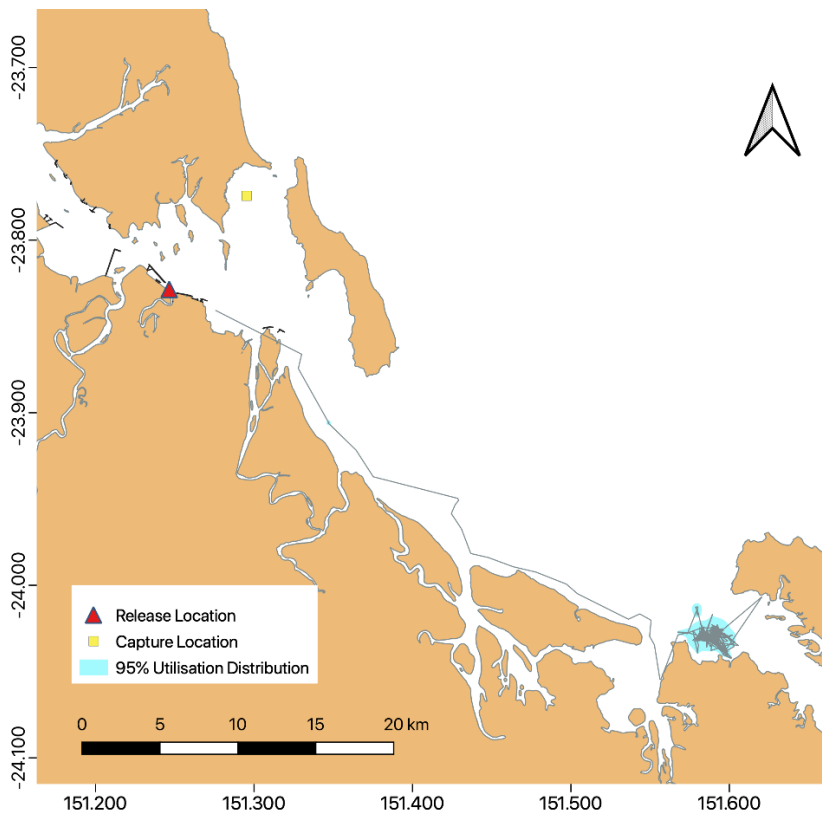 -23.700
-23.800
-23.900
-24.000
-24.100
Release Location
Capture Location
95% Utilisation Distribution
0 5 10 15 20 km
151.200 151.300 151.400 151.500 151.600